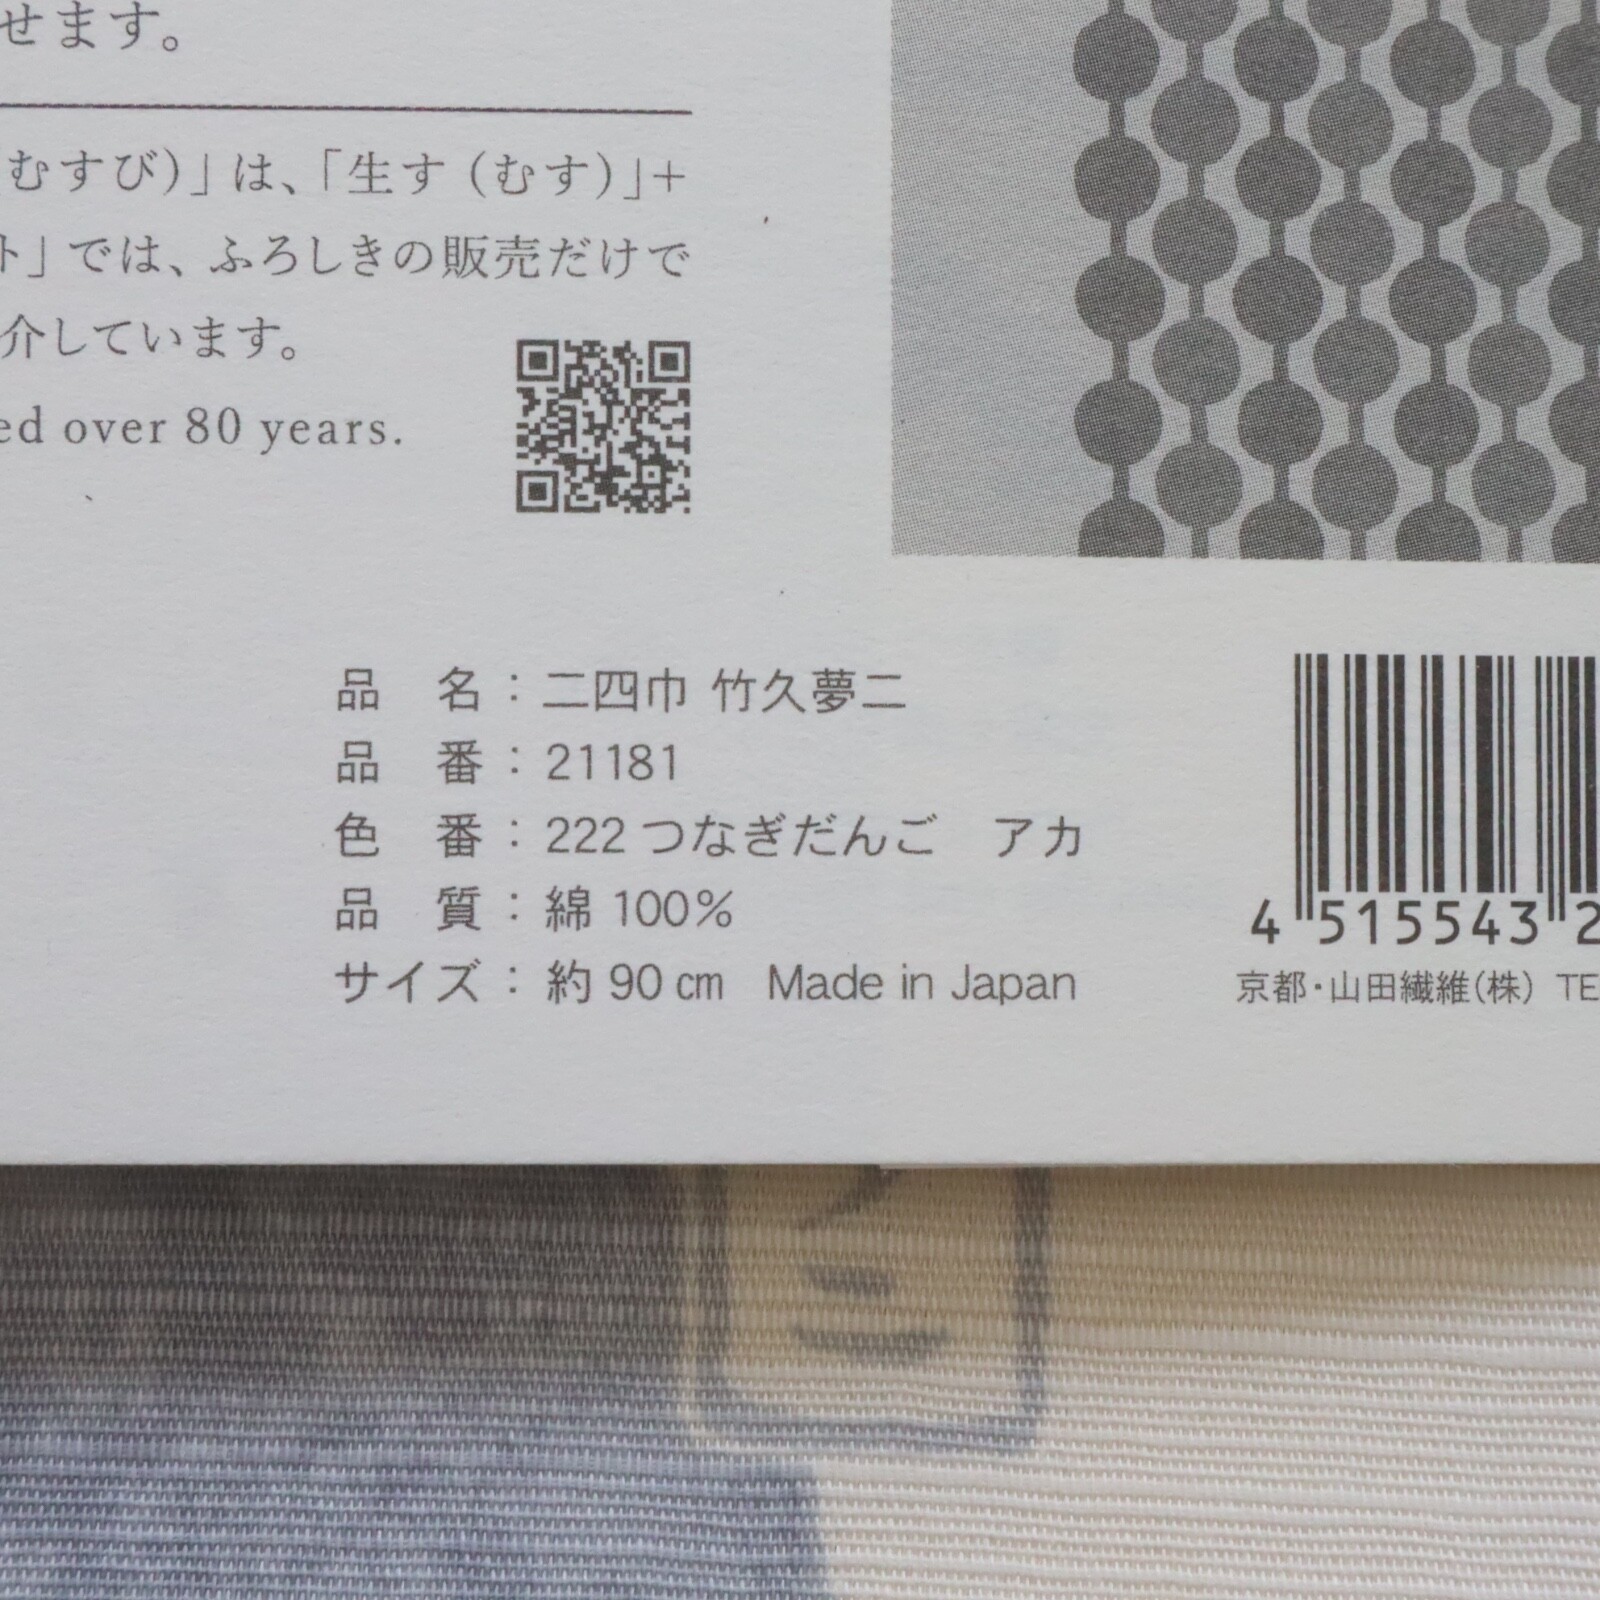 せます。
（むすび）」は、「生す（むす）」+
ト」では、ふろしきの販売だけで
介しています。
ed over 80 years.
品　名：二四巾 竹久夢二
品　番：21181
色　番：222 つなぎだんご　アカ
品　質：綿 100%
サイズ：約 90 cm　Made in Japan
4 515543 2
京都・山田繊維(株) TE